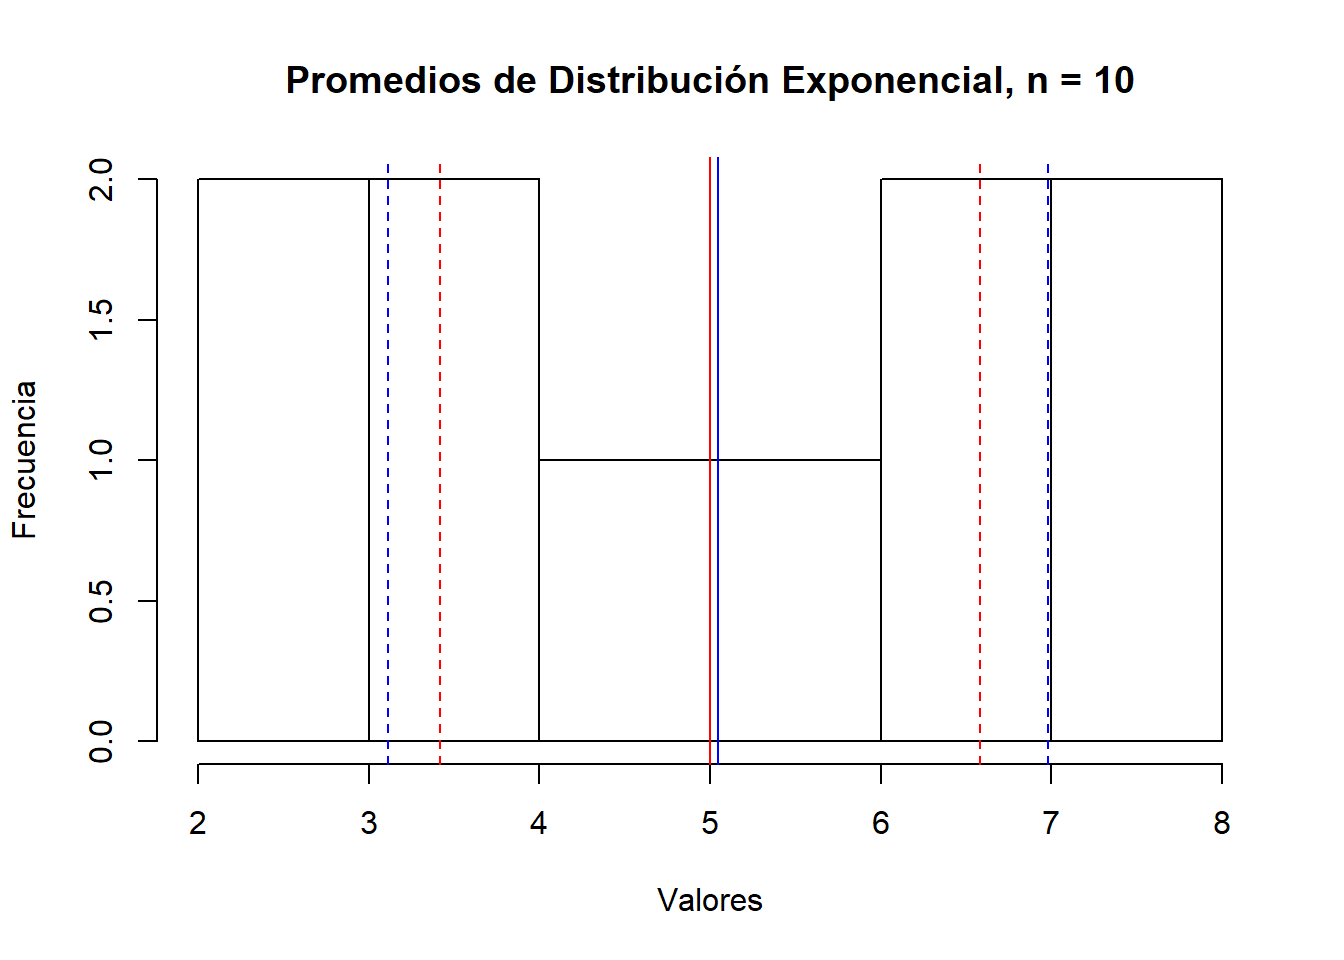 Promedios de Distribución Exponencial, n = 10
2.0
1.5
1.0
0.5
0.0
Frecuencia
2 3 4 5 6 7 8
Valores